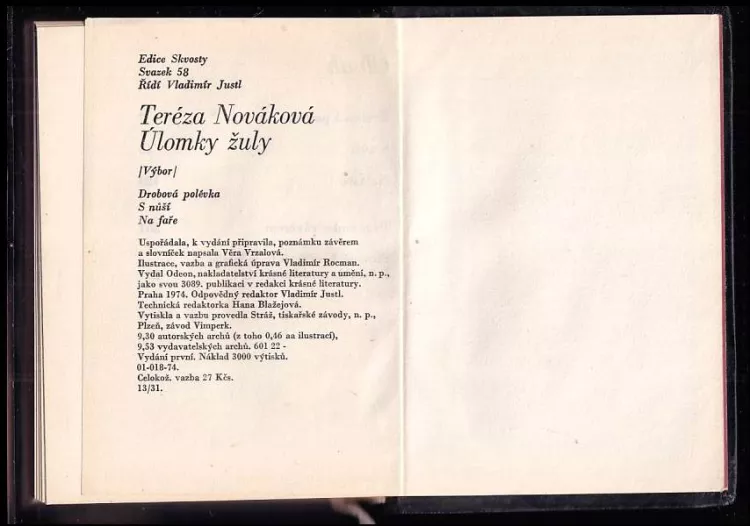 Edice Skvosty
Svazek 58
Řídí Vladimír Justl
Teréza Nováková
Úlomky žuly
/Výbor/
Drobová polévka
S nůší
Na faře
Uspořádala, k vydání připravila, poznámku závěrem
a slovníček napsala Věra Vrzalová.
Ilustrace, vazba a grafická úprava Vladimír Rocman.
Vydal Odeon, nakladatelství krásné literatury a umění, n. p.,
jako svou 3089. publikaci v redakci krásné literatury.
Praha 1974. Odpovědný redaktor Vladimír Justl.
Technická redaktorka Hana Blažejová.
Vytiskla a vazbu provedla Stráž, tiskařské závody, n. p.,
Plzeň, závod Vimperk.
9,30 autorských archů (z toho 0,46 aa ilustrací),
9,53 vydavatelských archů. 601 22 -
Vydání první. Náklad 3000 výtisků.
01-018-74.
Celokož. vazba 27 Kčs.
13/31.